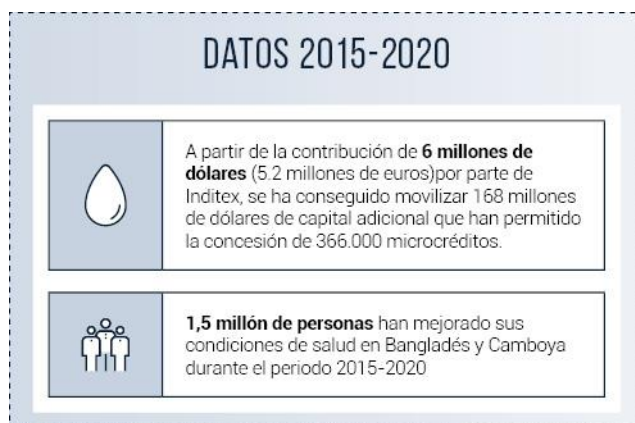 DATOS 2015-2020
A partir de la contribución de 6 millones de
dólares (5.2 millones de euros)por parte de
Inditex, se ha conseguido movilizar 168 millones
de dólares de capital adicional que han permitido
la concesión de 366.000 microcréditos.
1,5 millón de personas han mejorado sus
condiciones de salud en Bangladés y Camboya
durante el periodo 2015-2020